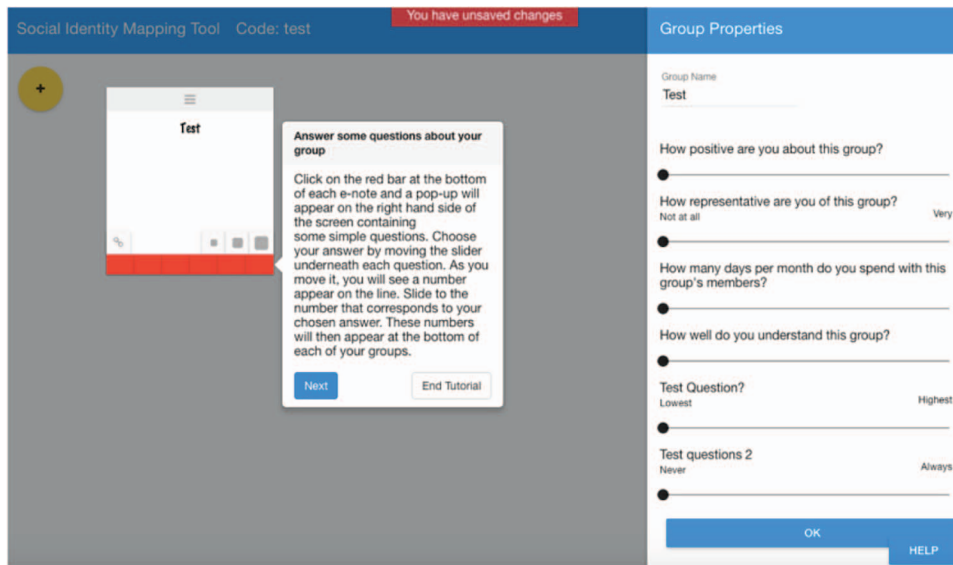 You have unsaved changes
Social Identity Mapping Tool Code: test
+
Test
Answer some questions about your
group
Click on the red bar at the bottom
of each e-note and a pop-up will
appear on the right hand side of
the screen containing
some simple questions. Choose
your answer by moving the slider
underneath each question. As you
move it, you will see a number
appear on the line. Slide to the
number that corresponds to your
chosen answer. These numbers
will then appear at the bottom of
each of your groups.
Next End Tutorial
Group Properties
Group Name
Test
How positive are you about this group?
How representative are you of this group?
Not at all Very
How many days per month do you spend with this
group's members?
How well do you understand this group?
Test Question?
Lowest Highest
Test questions 2
Never Always
OK
HELP